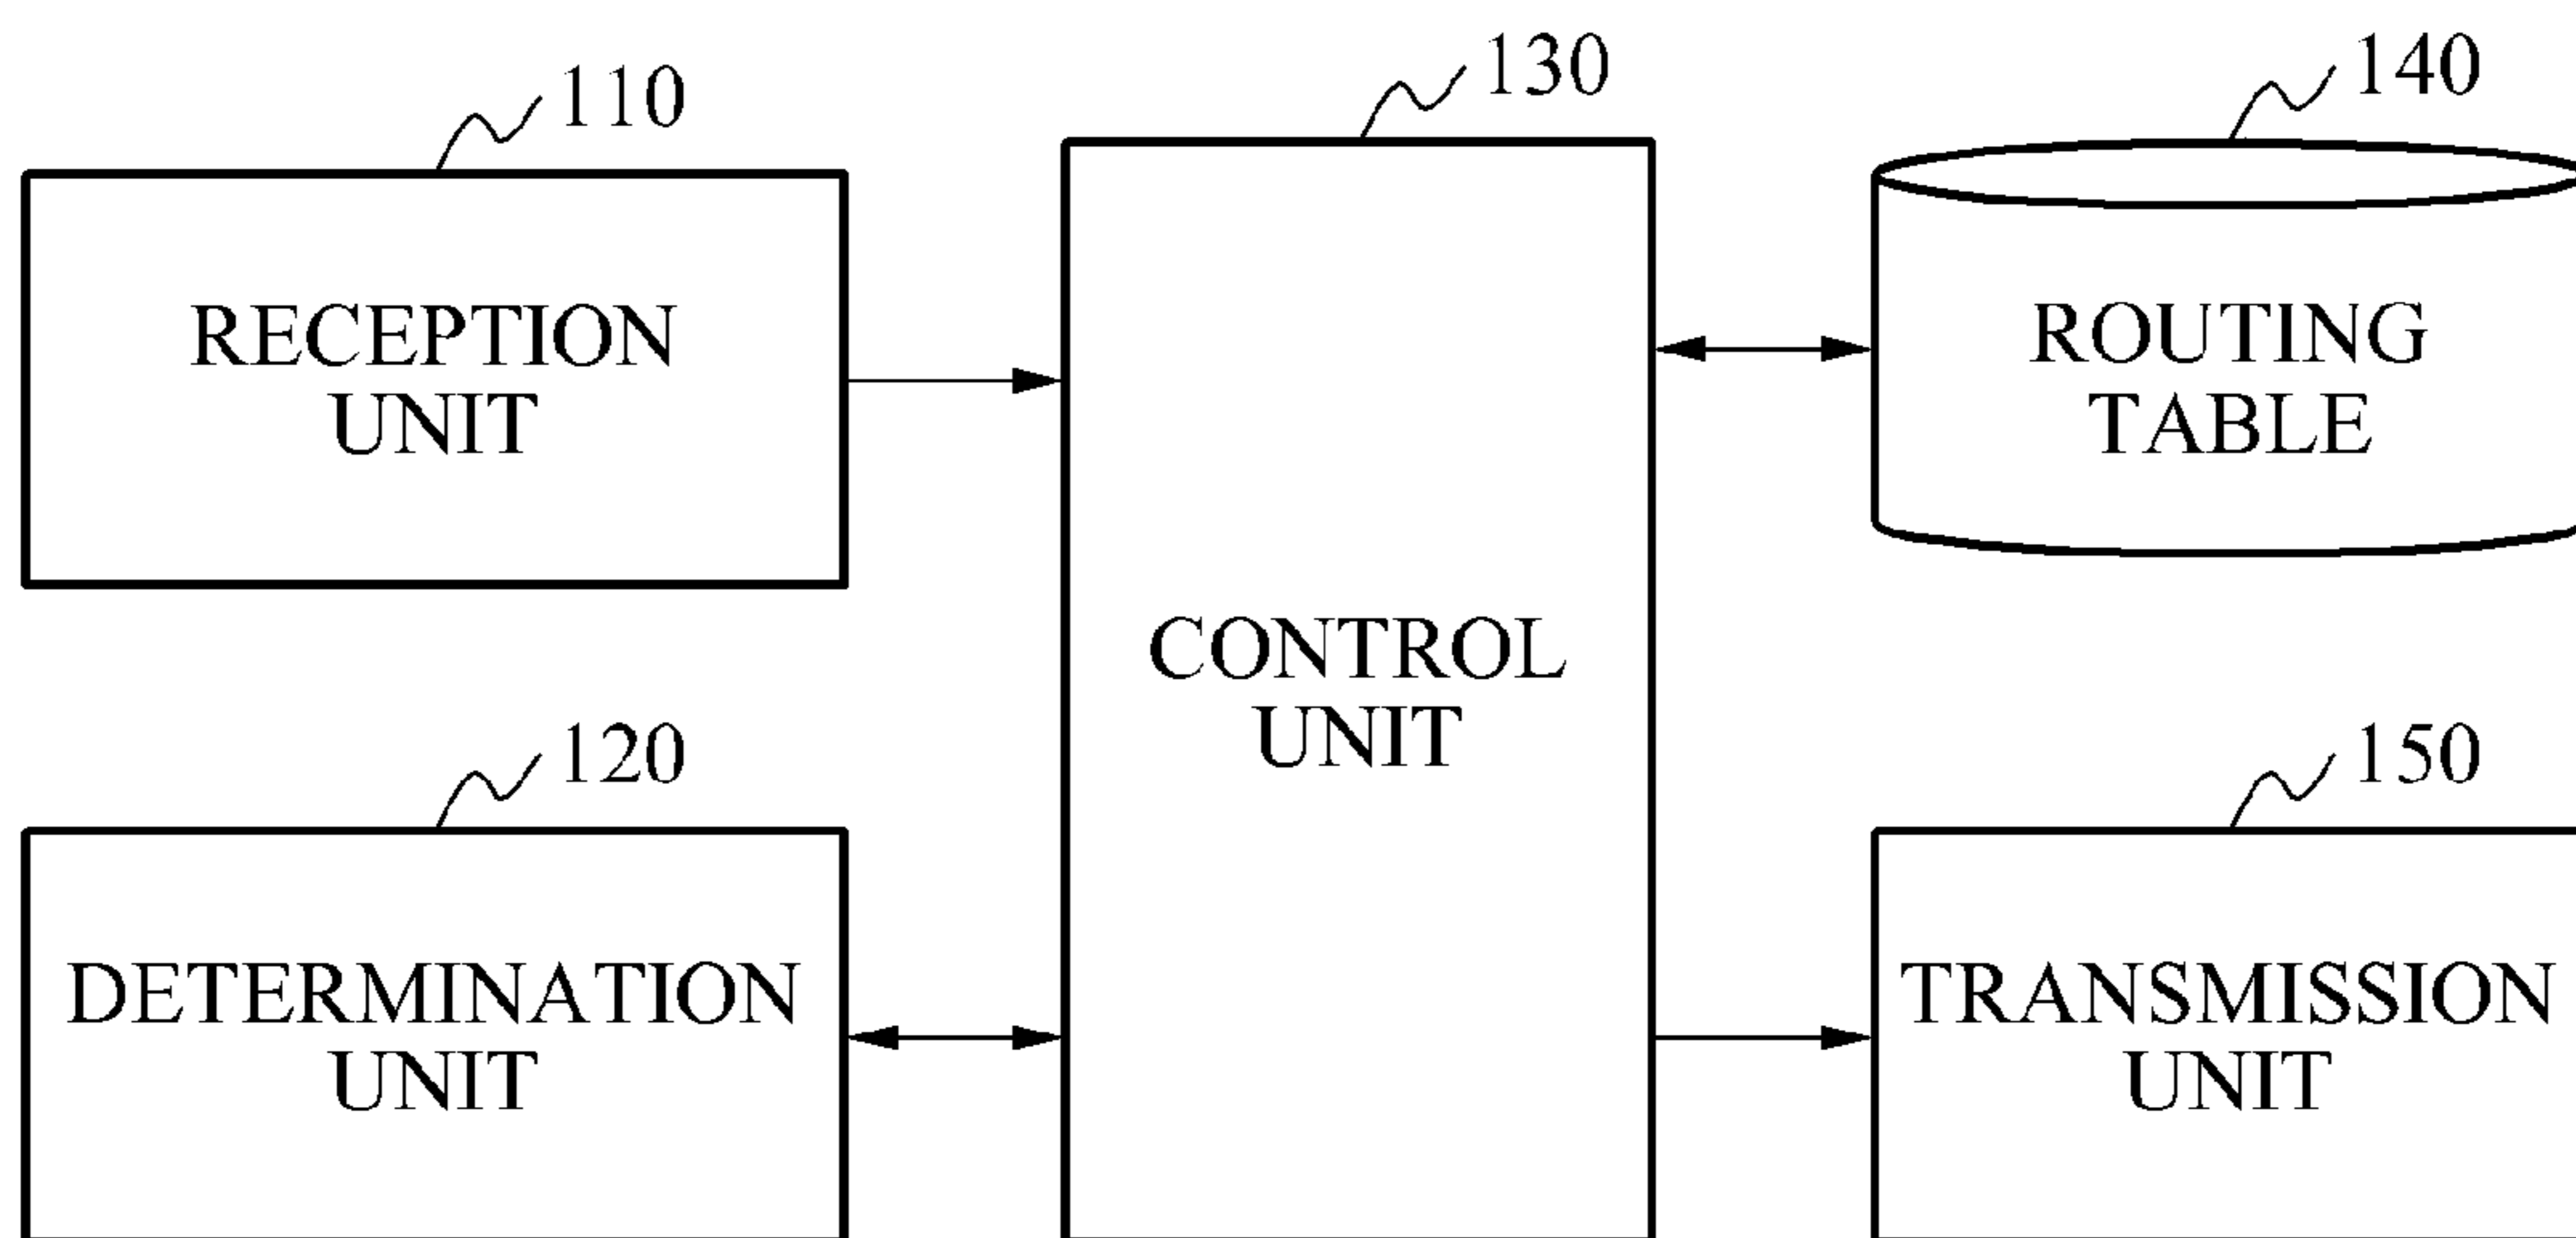 110
RECEPTION
UNIT
120
DETERMINATION
UNIT
130
CONTROL
UNIT
140
ROUTING
TABLE
150
TRANSMISSION
UNIT